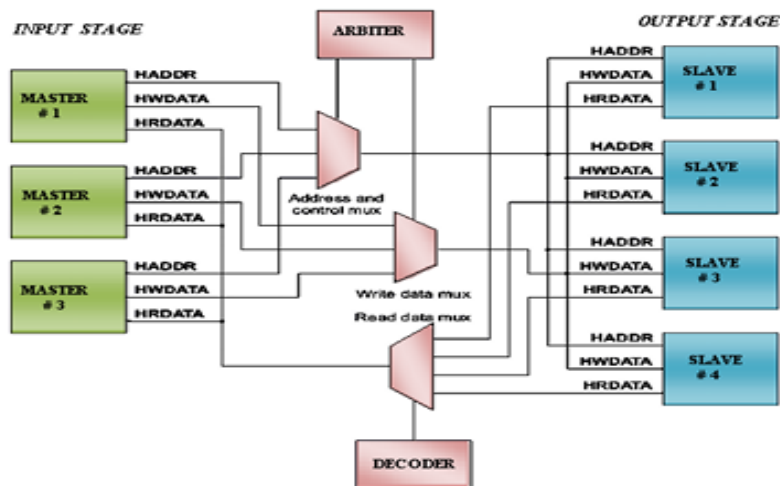 INPUT STAGE
ARBITER
OUTPUT STAGE
MASTER
# 1
HADDR
HWDATA
HRDATA
MASTER
# 2
HADDR
HWDATA
HRDATA
MASTER
# 3
HADDR
HWDATA
HRDATA
Address and
control mux
Write data mux
Read data mux
DECODER
HADDR
HWDATA
HRDATA
SLAVE
# 1
HADDR
HWDATA
HRDATA
SLAVE
# 2
HADDR
HWDATA
HRDATA
SLAVE
# 3
HADDR
HWDATA
HRDATA
SLAVE
# 4